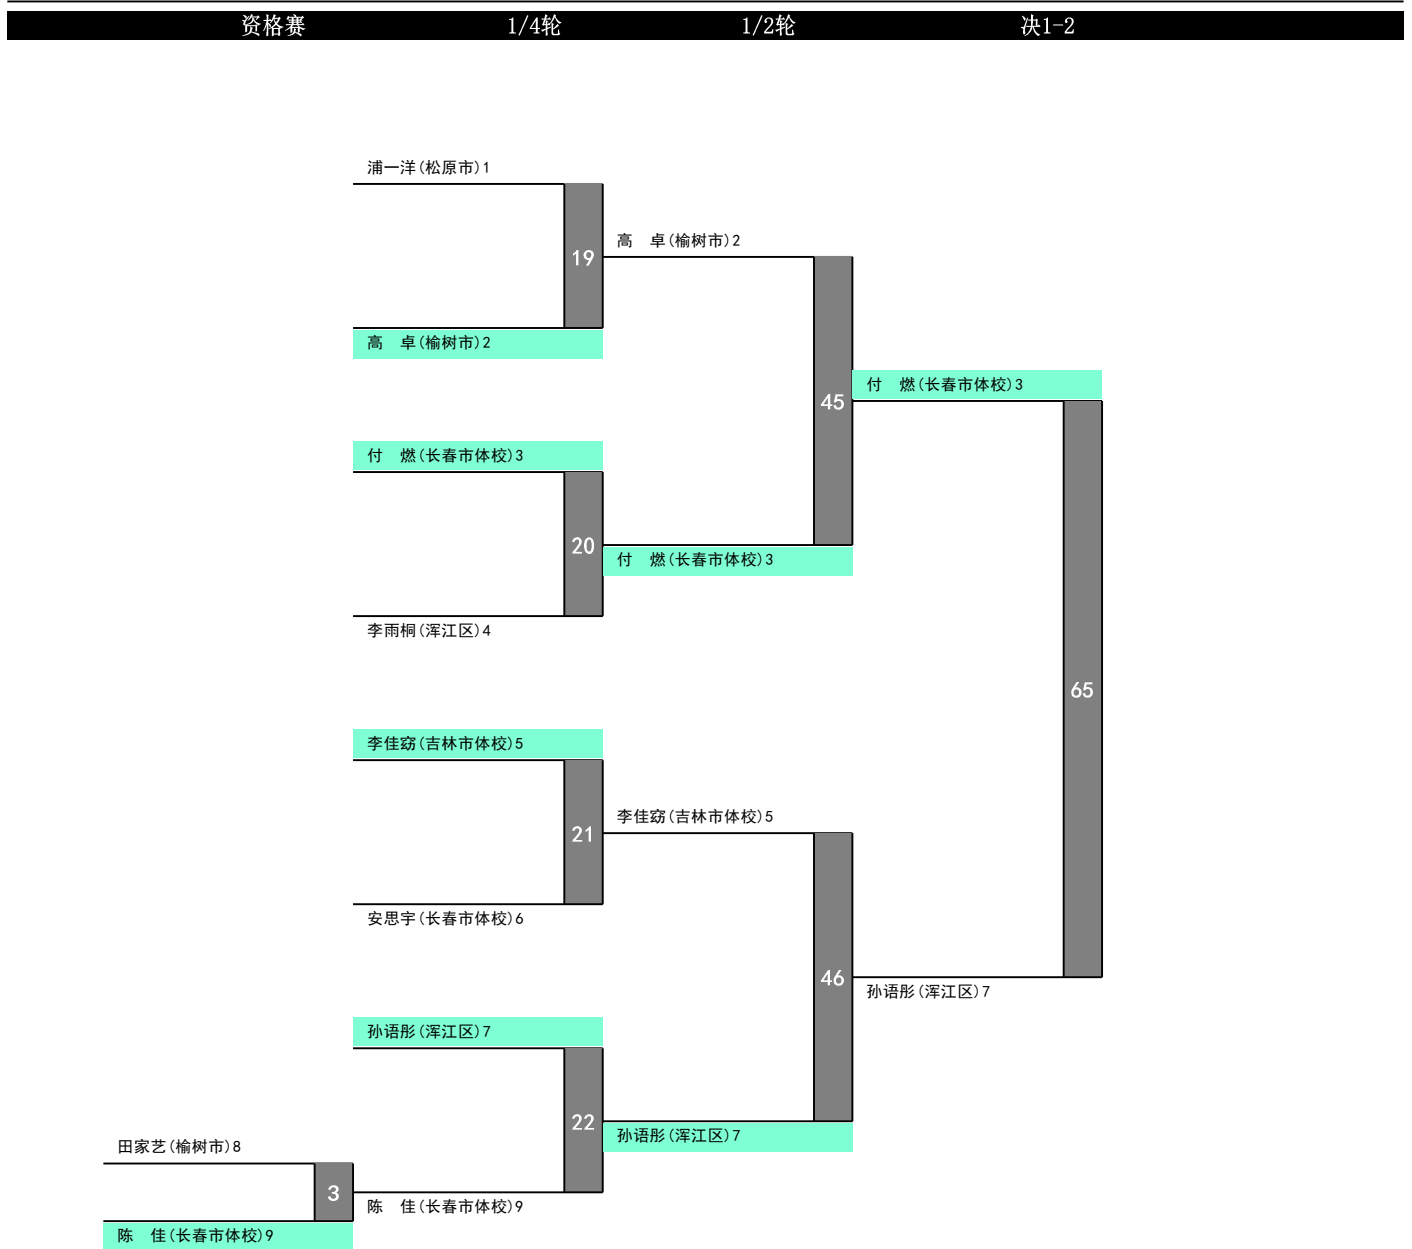 资格赛 1/4轮 1/2轮 决1-2
浦一洋(松原市)1
19
高　卓(榆树市)2
高　卓(榆树市)2
付　燃(长春市体校)3
45
付　燃(长春市体校)3
20
付　燃(长春市体校)3
李雨桐(浑江区)4
65
李佳窈(吉林市体校)5
李佳窈(吉林市体校)5
21
安思宇(长春市体校)6
46
孙语彤(浑江区)7
孙语彤(浑江区)7
22
孙语彤(浑江区)7
田家艺(榆树市)8
3
陈　佳(长春市体校)9
陈　佳(长春市体校)9